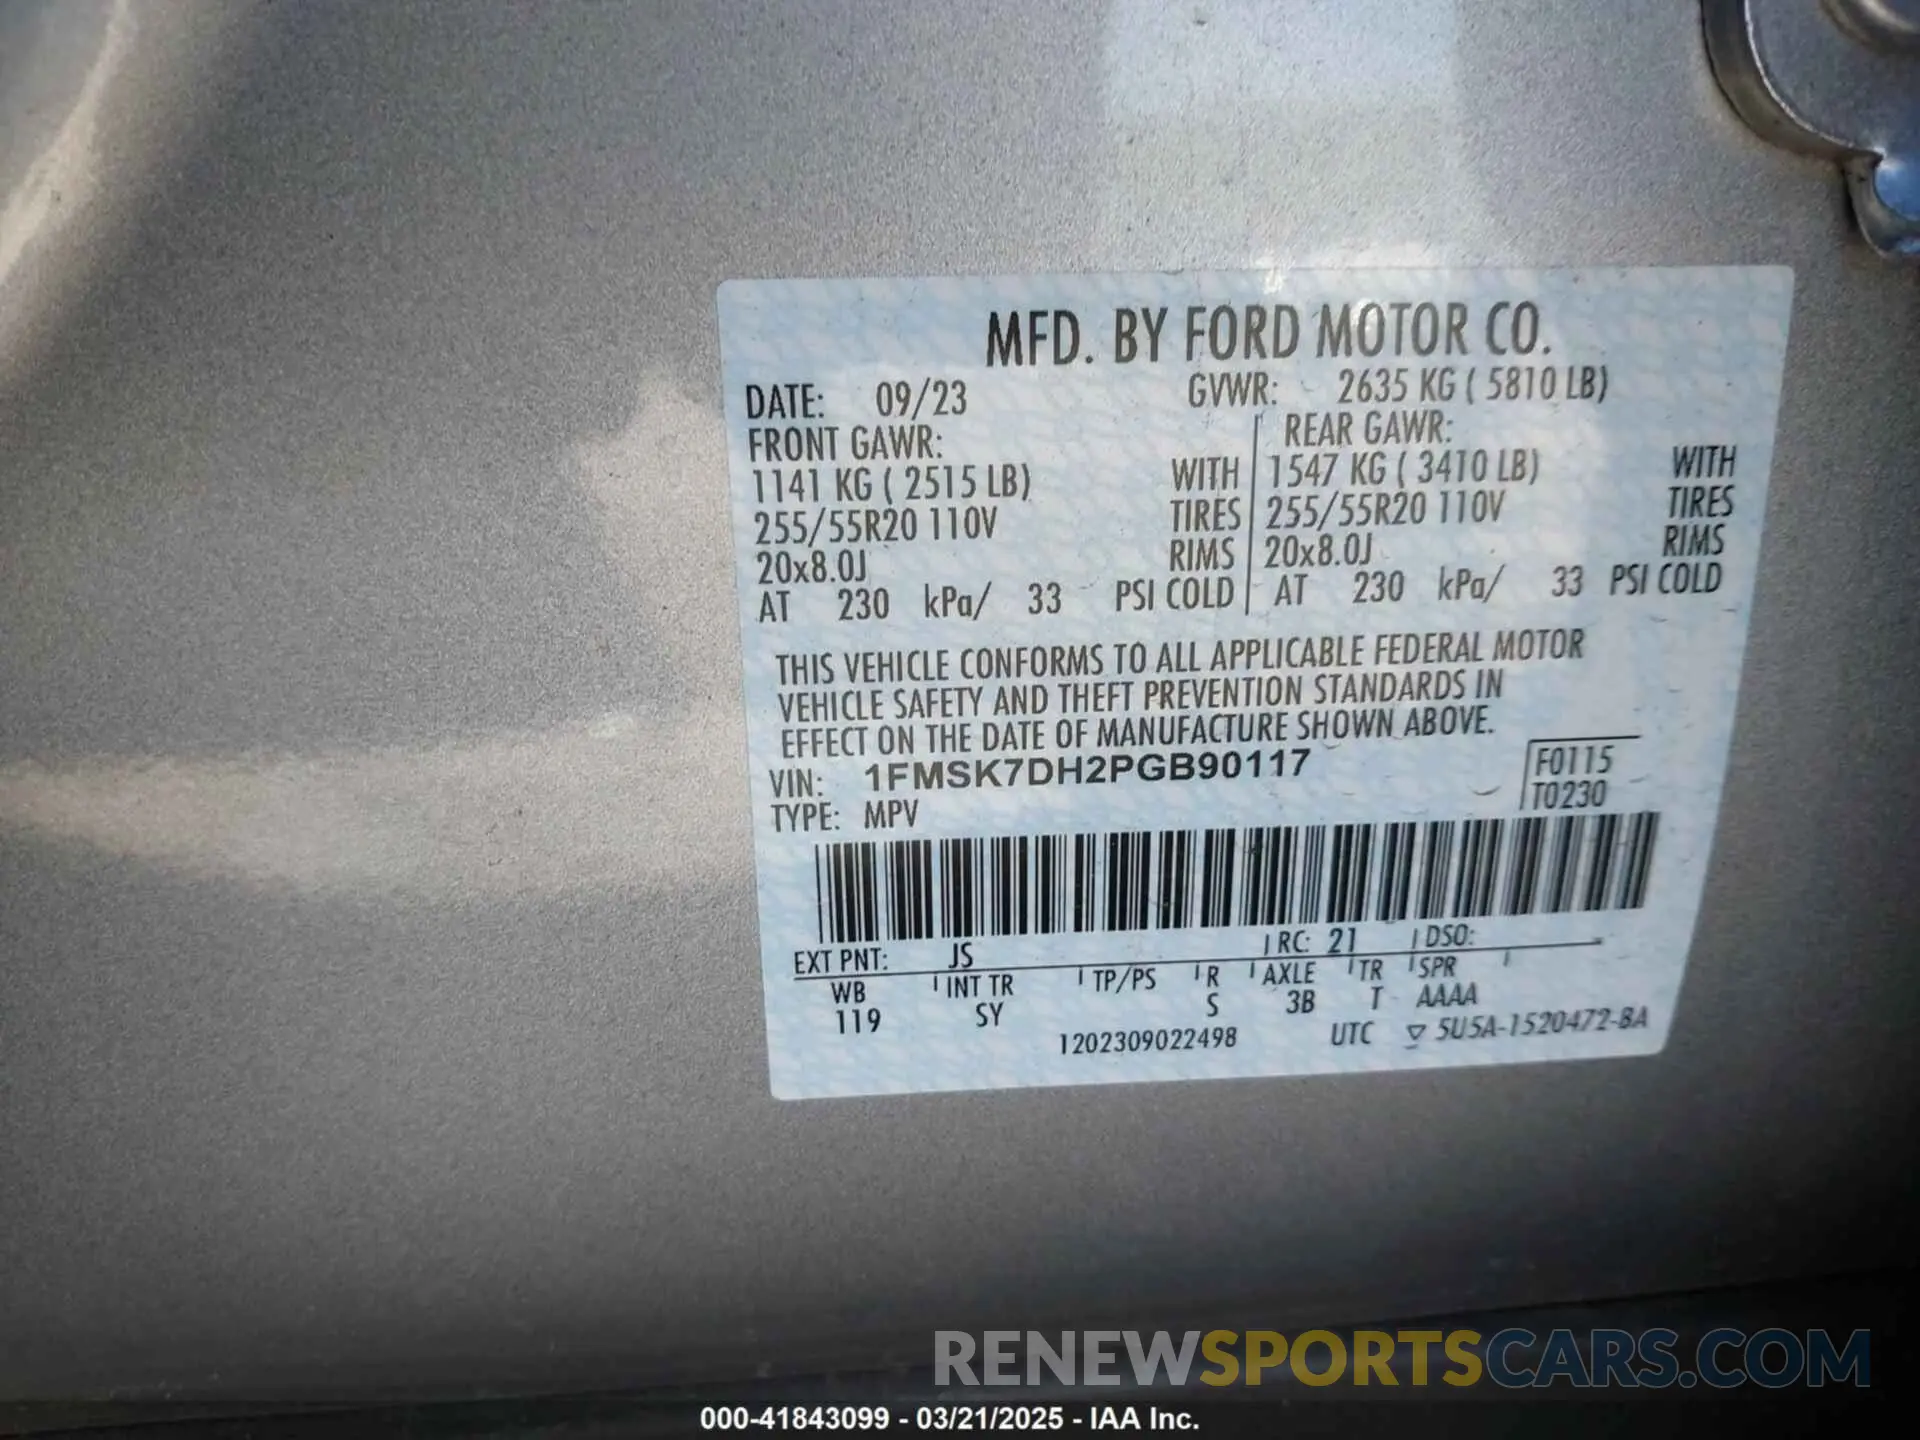 MFD. BY FORD MOTOR CO.
DATE: 09/23 GVWR: 2635 KG ( 5810 LB)
FRONT GAWR: REAR GAWR:
1141 KG ( 2515 LB) WITH 1547 KG ( 3410 LB) WITH
255/55R20 110V TIRES 255/55R20 110V TIRES
20x8.0J RIMS 20x8.0J RIMS
AT 230 kPa/ 33 PSI COLD AT 230 kPa/ 33 PSI COLD
THIS VEHICLE CONFORMS TO ALL APPLICABLE FEDERAL MOTOR
VEHICLE SAFETY AND THEFT PREVENTION STANDARDS IN
EFFECT ON THE DATE OF MANUFACTURE SHOWN ABOVE.
VIN: 1FMSK7DH2PGB90117 F0115
TYPE: MPV T0230
EXT PNT: JS RC: 21 DSO:
WB INT TR TP/PS R AXLE TR SPR
119 SY S 3B T AAAA
1202309022498 UTC 5U5A-1520472-BA
RENEWSPORTSCARS.COM
000-41843099 - 03/21/2025 - IAA Inc.